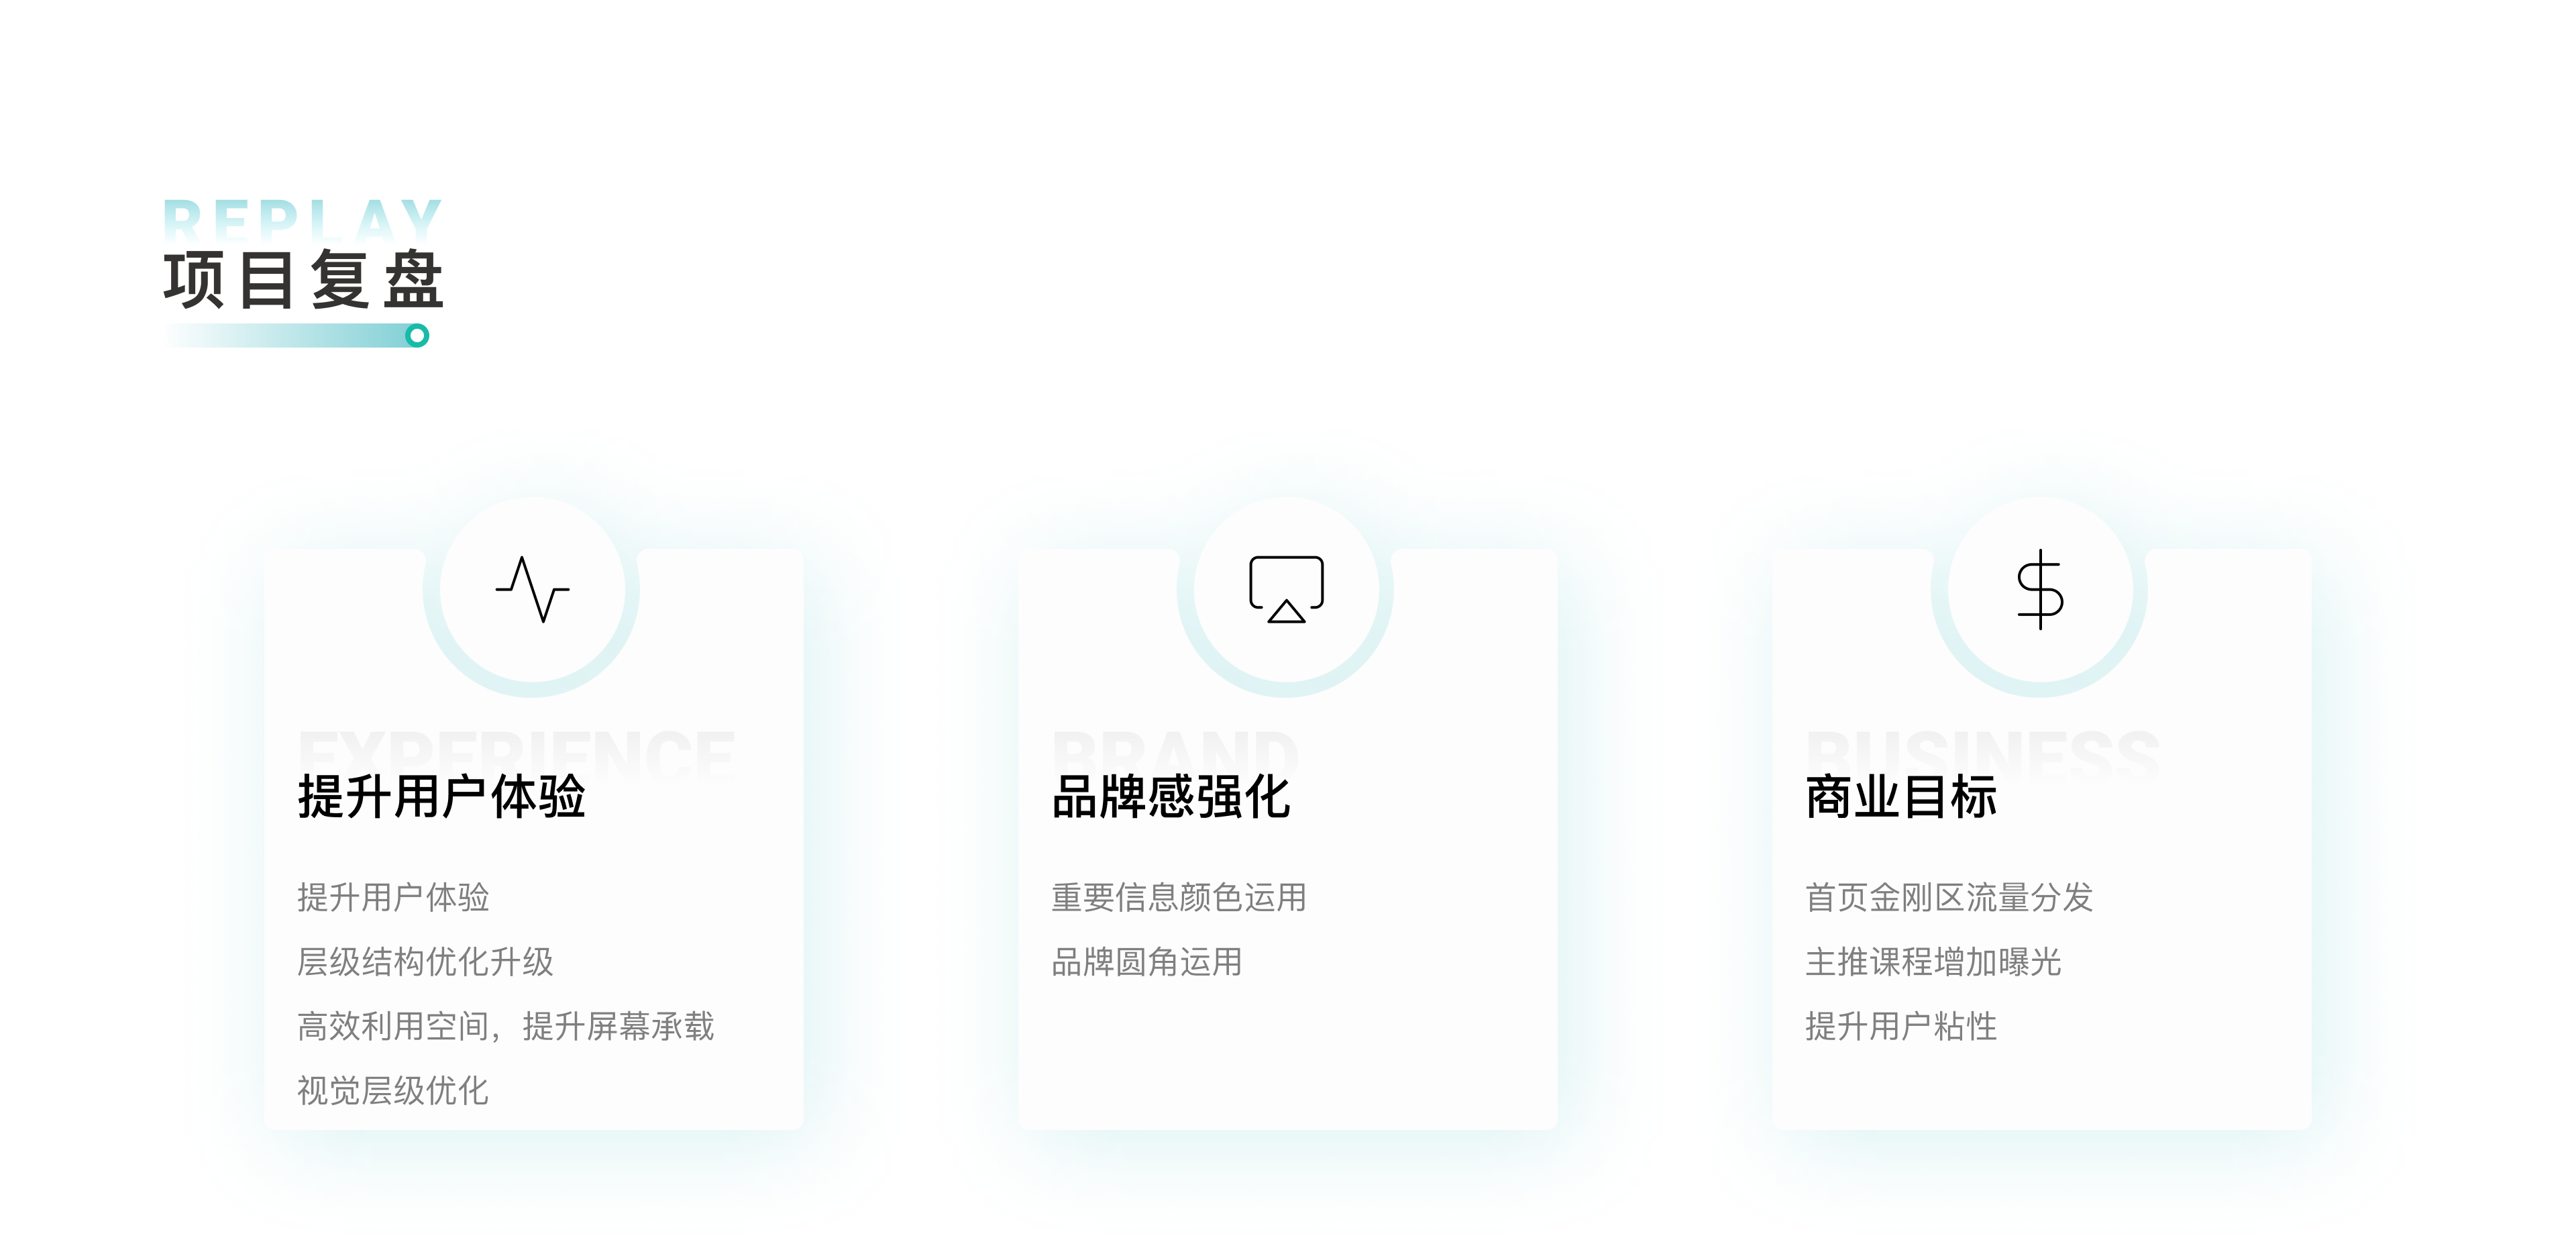 REPLAY
项目复盘
EXPERIENCE
提升用户体验
提升用户体验
层级结构优化升级
高效利用空间，提升屏幕承载
视觉层级优化
BRAND
品牌感强化
重要信息颜色运用
品牌圆角运用
BUSINESS
商业目标
首页金刚区流量分发
主推课程增加曝光
提升用户粘性